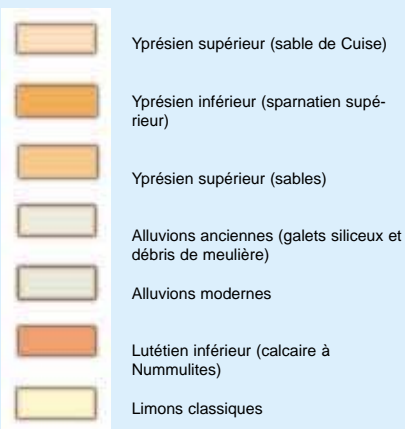 Yprésien supérieur (sable de Cuise)
Yprésien inférieur (sparnatien supé-
rieur)
Yprésien supérieur (sables)
Alluvions anciennes (galets siliceux et
débris de meulière)
Alluvions modernes
Lutétien inférieur (calcaire à
Nummulites)
Limons classiques